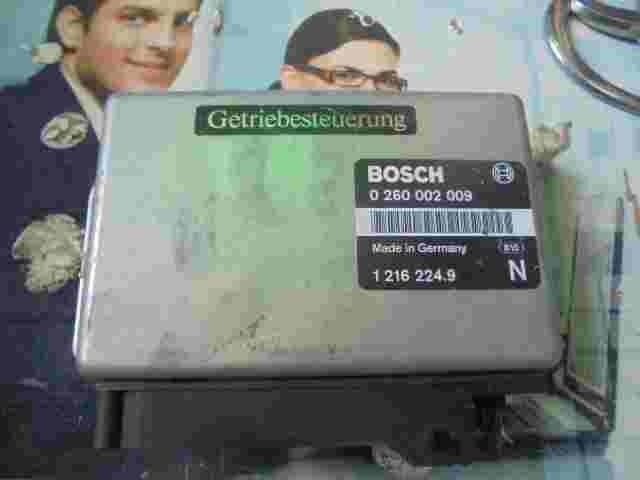 Getriebesteuerung
BOSCH
0 260 002 009
Made in Germany
1 216 224.9 N